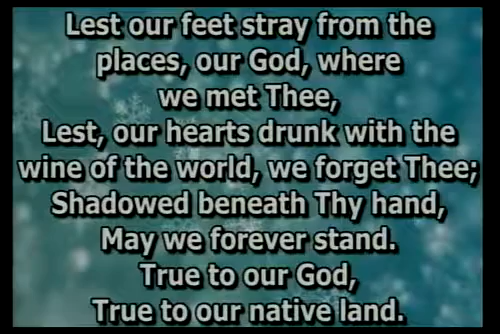 Lest our feet stray from the
places, our God, where
we met Thee,
Lest, our hearts drunk with the
wine of the world, we forget Thee;
Shadowed beneath Thy hand,
May we forever stand.
True to our God,
True to our native land.